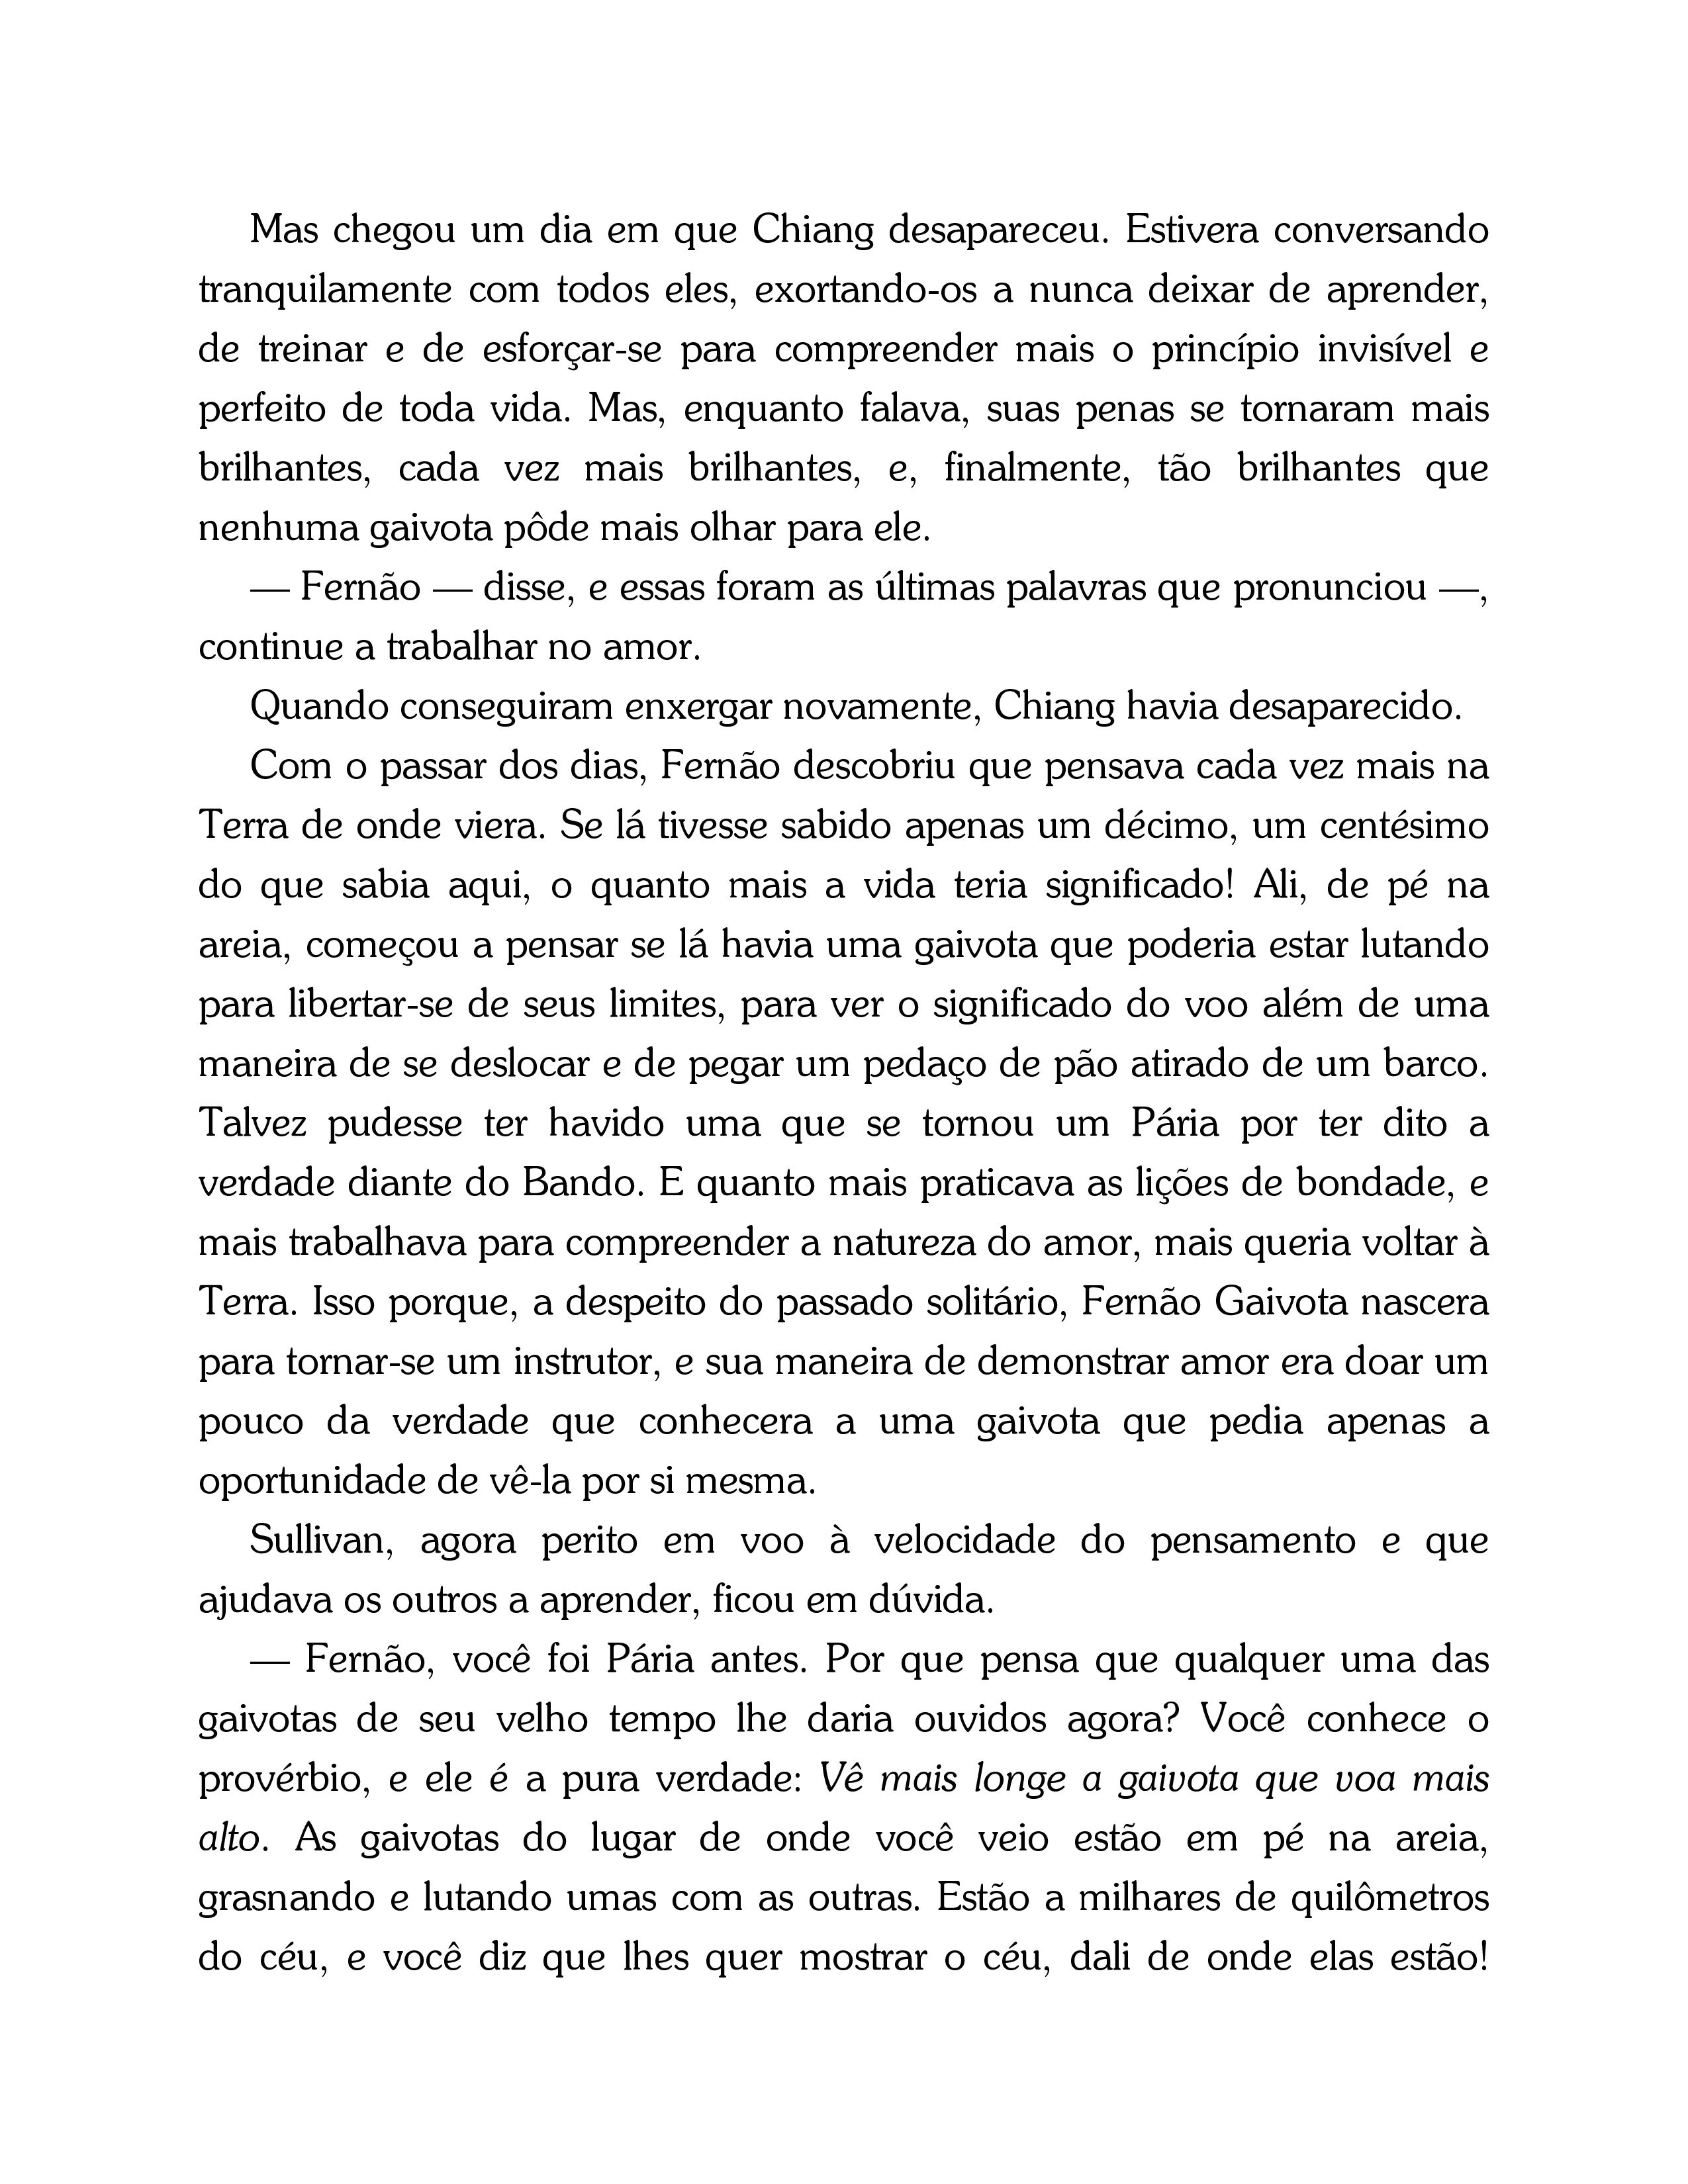 Mas chegou um dia em que Chiang desapareceu. Estivera conversando
tranquilamente com todos eles, exortando-os a nunca deixar de aprender,
de treinar e de esforçar-se para compreender mais o princípio invisível e
perfeito de toda vida. Mas, enquanto falava, suas penas se tornaram mais
brilhantes, cada vez mais brilhantes, e, finalmente, tão brilhantes que
nenhuma gaivota pôde mais olhar para ele.
— Fernão — disse, e essas foram as últimas palavras que pronunciou —,
continue a trabalhar no amor.
Quando conseguiram enxergar novamente, Chiang havia desaparecido.
Com o passar dos dias, Fernão descobriu que pensava cada vez mais na
Terra de onde viera. Se lá tivesse sabido apenas um décimo, um centésimo
do que sabia aqui, o quanto mais a vida teria significado! Ali, de pé na
areia, começou a pensar se lá havia uma gaivota que poderia estar lutando
para libertar-se de seus limites, para ver o significado do voo além de uma
maneira de se deslocar e de pegar um pedaço de pão atirado de um barco.
Talvez pudesse ter havido uma que se tornou um Pária por ter dito a
verdade diante do Bando. E quanto mais praticava as lições de bondade, e
mais trabalhava para compreender a natureza do amor, mais queria voltar à
Terra. Isso porque, a despeito do passado solitário, Fernão Gaivota nascera
para tornar-se um instrutor, e sua maneira de demonstrar amor era doar um
pouco da verdade que conhecera a uma gaivota que pedia apenas a
oportunidade de vê-la por si mesma.
Sullivan, agora perito em voo à velocidade do pensamento e que
ajudava os outros a aprender, ficou em dúvida.
— Fernão, você foi Pária antes. Por que pensa que qualquer uma das
gaivotas de seu velho tempo lhe daria ouvidos agora? Você conhece o
provérbio, e ele é a pura verdade: Vê mais longe a gaivota que voa mais
alto. As gaivotas do lugar de onde você veio estão em pé na areia,
grasnando e lutando umas com as outras. Estão a milhares de quilômetros
do céu, e você diz que lhes quer mostrar o céu, dali de onde elas estão!